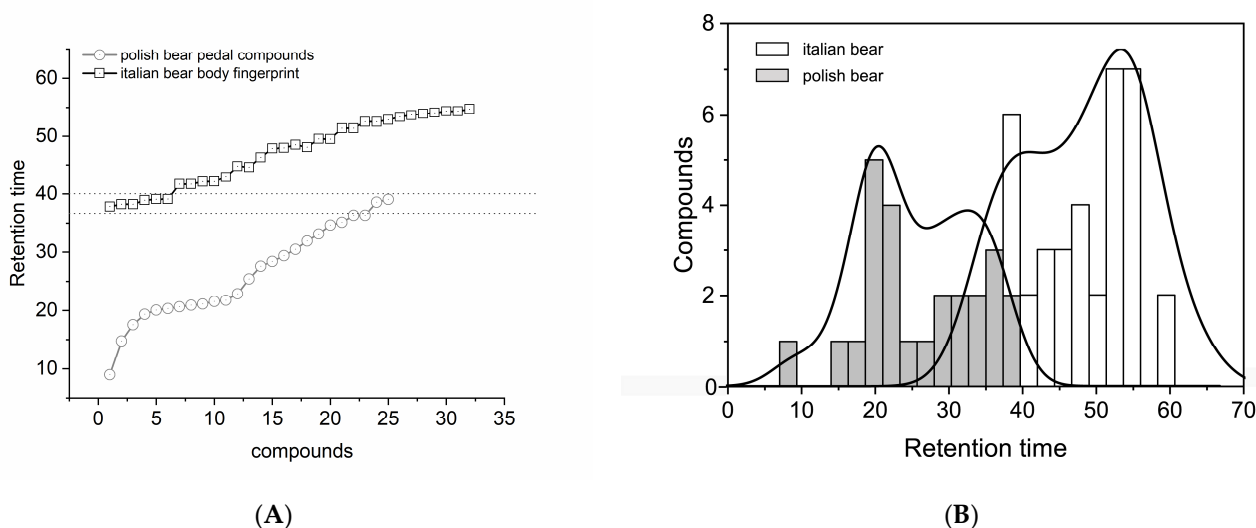 polish bear pedal compounds
italian bear body fingerprint
60
50
40
30
20
10
Retention time
0 5 10 15 20 25 30 35
compounds
(A)
8
6
4
2
0
Compounds
italian bear
polish bear
0 10 20 30 40 50 60 70
Retention time
(B)